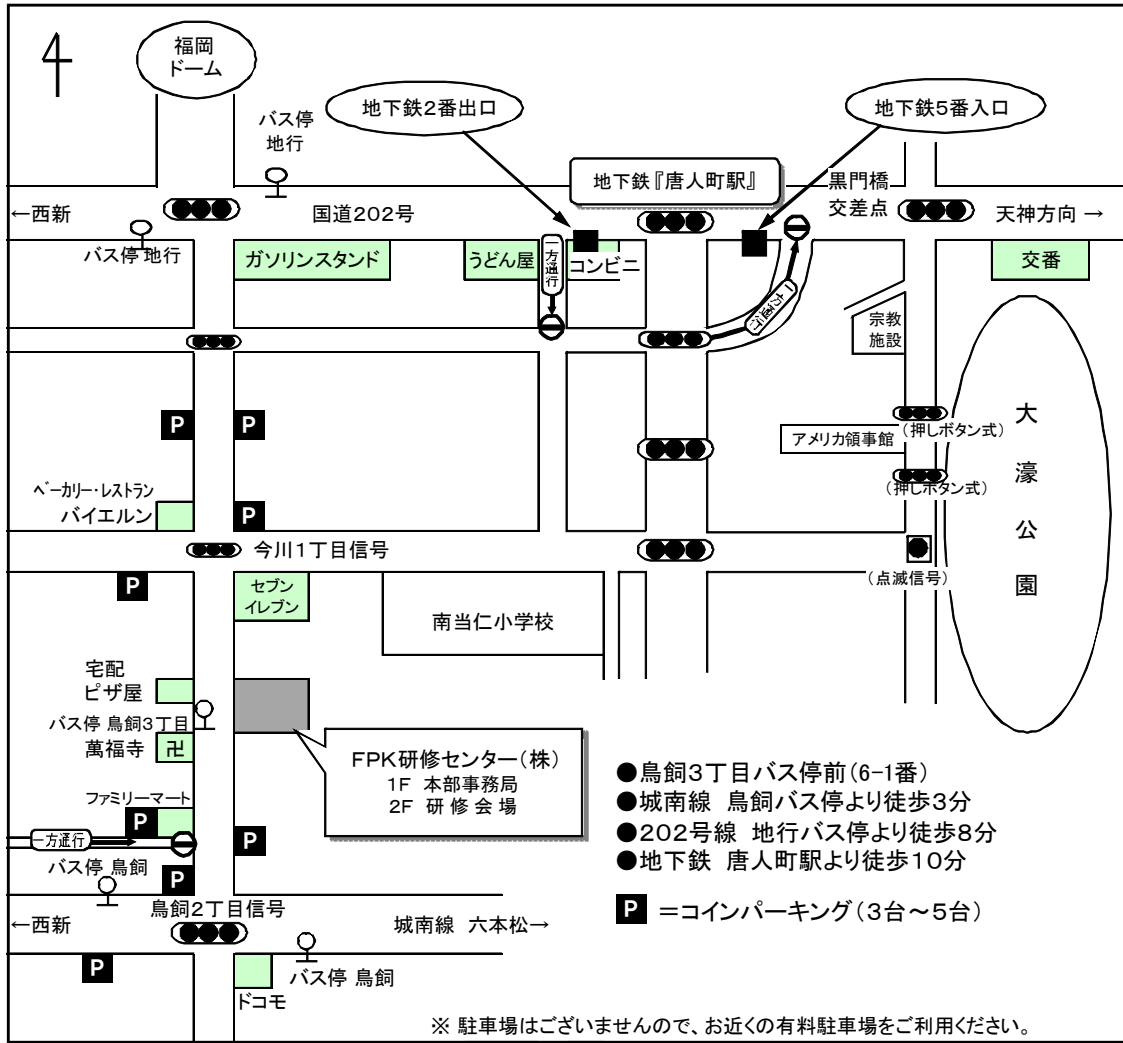 福岡
ドーム
バス停
地行
地下鉄2番出口
地下鉄5番入口
地下鉄『唐人町駅』
黒門橋
交差点
←西新
国道202号
天神方向→
バス停 地行
ガソリンスタンド
うどん屋
一方通行
コンビニ
一方通行
交番
宗教
施設
P
P
アメリカ領事館
(押しボタン式)
(押しボタン式)
大濠公園
ベーカリー・レストラン
バイエルン
P
今川1丁目信号
(点滅信号)
P
セブン
イレブン
南当仁小学校
宅配
ピザ屋
バス停 鳥飼3丁目
萬福寺
卍
FPK研修センター(株)
1F 本部事務局
2F 研修会場
ファミリーマート
P
一方通行
P
バス停 鳥飼
P
●鳥飼3丁目バス停前(6-1番)
●城南線 鳥飼バス停より徒歩3分
●202号線 地行バス停より徒歩8分
●地下鉄 唐人町駅より徒歩10分
P =コインパーキング(3台~5台)
鳥飼2丁目信号
←西新
城南線 六本松→
P
バス停 鳥飼
ドコモ
※ 駐車場はございませんので、お近くの有料駐車場をご利用ください。